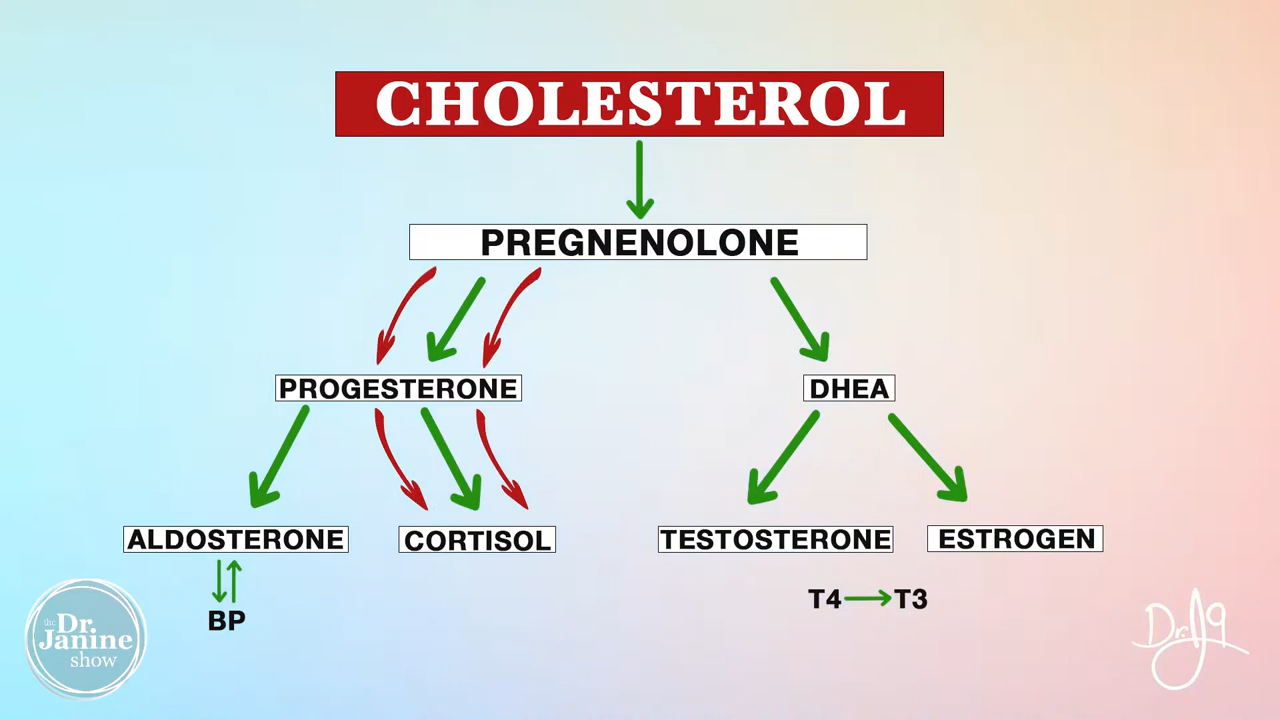 CHOLESTEROL
PREGNENOLONE
PROGESTERONE
DHEA
ALDOSTERONE
CORTISOL
TESTOSTERONE
ESTROGEN
T4
T3
BP
the
Dr.
Janine
show